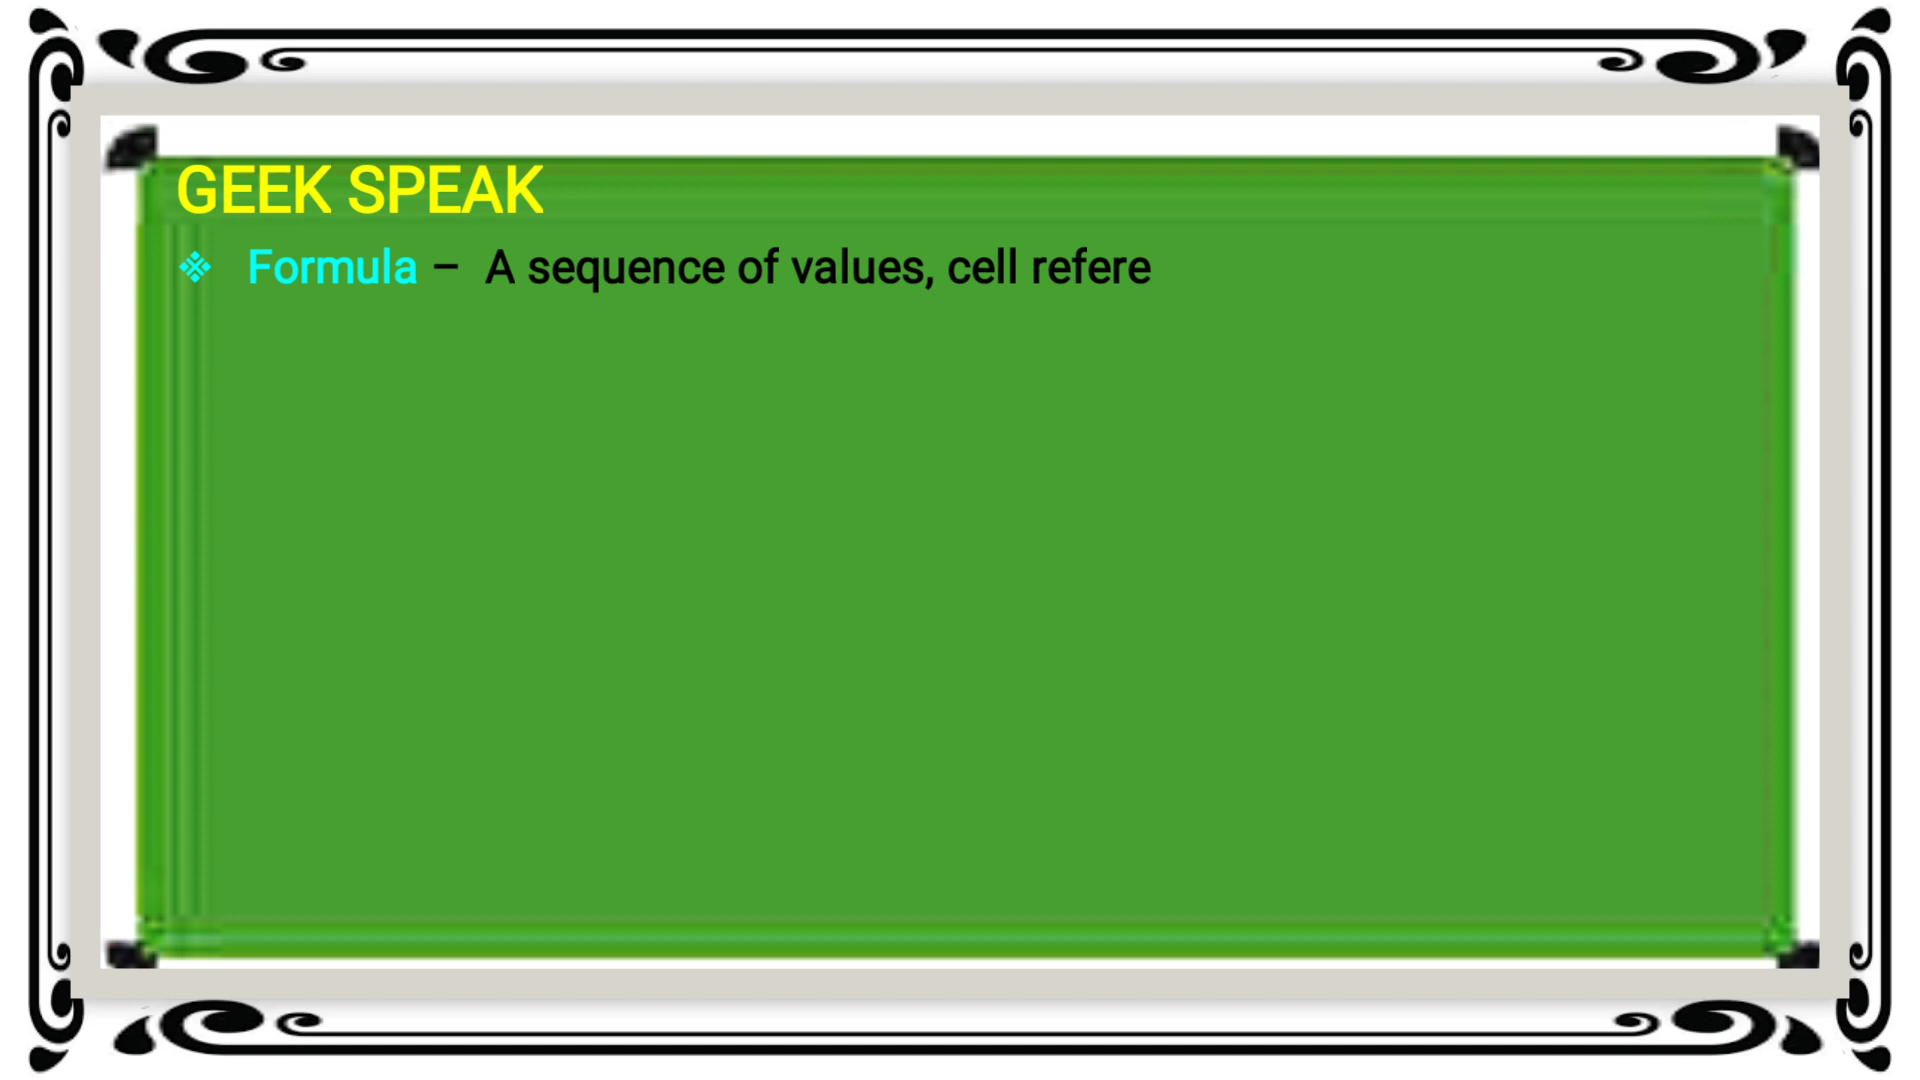 GEEK SPEAK
❖ Formula – A sequence of values, cell refere